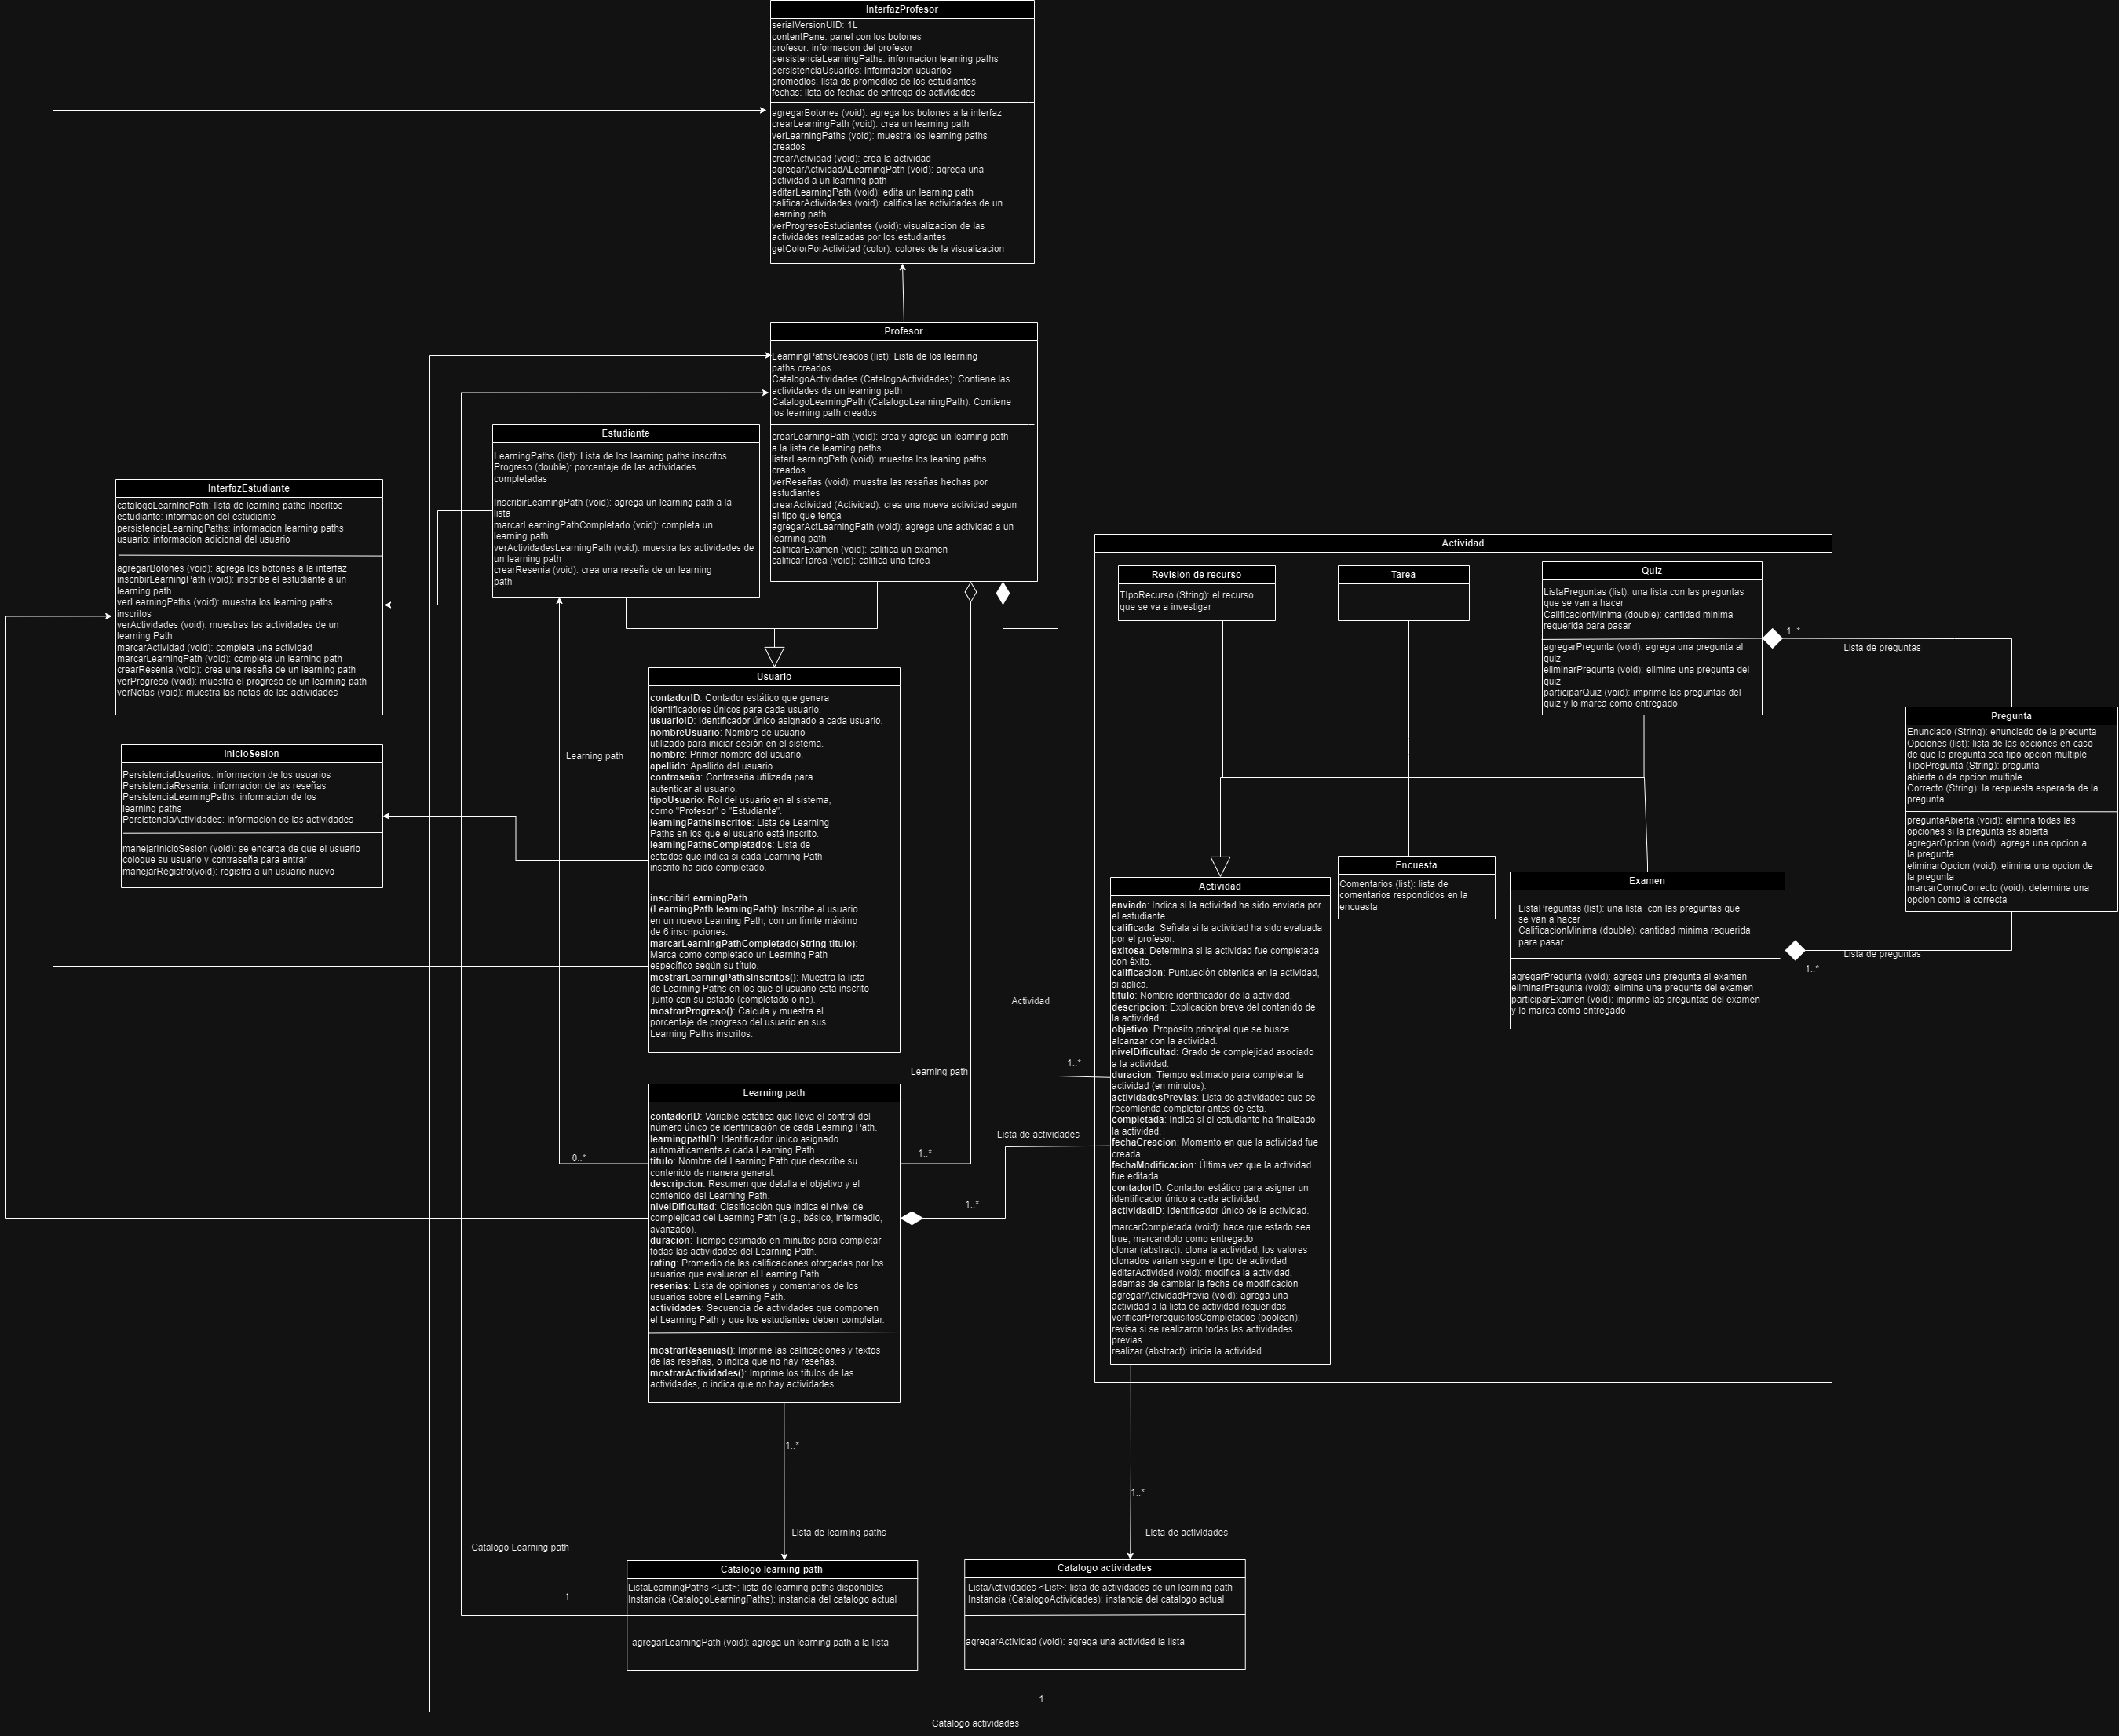 InterfazProfesor
serialVersionUID: 1L
contentPane: panel con los botones
profesor: informacion del profesor
persistenciaLearningPaths: informacion learning paths
persistenciaUsuarios: informacion usuarios
promedios: lista de promedios de los estudiantes
fechas: lista de fechas de entrega de actividades
agregarBotones (void): agrega los botones a la interfaz
crearLearningPath (void): crea un learning path
verLearningPaths (void): muestra los learning paths
creados
crearActividad (void): crea la actividad
agregarActividadALearningPath (void): agrega una
actividad a un learning path
editarLearningPath (void): edita un learning path
calificarActividades (void): califica las actividades de un
learning path
verProgresoEstudiantes (void): visualizacion de las
actividades realizadas por los estudiantes
getColorPorActividad (color): colores de la visualizacion
Profesor
LearningPathsCreados (list): Lista de los learning
paths creados
CatalogoActividades (CatalogoActividades): Contiene las
actividades de un learning path
CatalogoLearningPath (CatalogoLearningPath): Contiene
los learning path creados
crearLearningPath (void): crea y agrega un learning path
a la lista de learning paths
listarLearningPath (void): muestra los leaning paths
creados
verReseñas (void): muestra las reseñas hechas por
estudiantes
crearActividad (Actividad): crea una nueva actividad segun
el tipo que tenga
agregarActLearningPath (void): agrega una actividad a un
learning path
calificarExamen (void): califica un examen
calificarTarea (void): califica una tarea
Estudiante
LearningPaths (list): Lista de los learning paths inscritos
Progreso (double): porcentaje de las actividades
completadas
InscribirLearningPath (void): agrega un learning path a la
lista
marcarLearningPathCompletado (void): completa un
learning path
verActividadesLearningPath (void): muestra las actividades de
un learning path
crearResenia (void): crea una reseña de un learning
path
InterfazEstudiante
catalogoLearningPath: lista de learning paths inscritos
estudiante: informacion del estudiante
persistenciaLearningPaths: informacion learning paths
usuario: informacion adicional del usuario
agregarBotones (void): agrega los botones a la interfaz
inscribirLearningPath (void): inscribe el estudiante a un
learning path
verLearningPaths (void): muestra los learning paths
inscritos
verActividades (void): muestras las actividades de un
learning Path
marcarActividad (void): completa una actividad
marcarLearningPath (void): completa un learning path
crearResenia (void): crea una reseña de un learning path
verProgreso (void): muestra el progreso de un learning path
verNotas (void): muestra las notas de las actividades
InicioSesion
PersistenciaUsuarios: informacion de los usuarios
PersistenciaResenia: informacion de las reseñas
PersistenciaLearningPaths: informacion de los
learning paths
PersistenciaActividades: informacion de las actividades
manejarInicioSesion (void): se encarga de que el usuario
coloque su usuario y contraseña para entrar
manejarRegistro(void): registra a un usuario nuevo
Usuario
contadorID: Contador estático que genera
identificadores únicos para cada usuario.
usuarioID: Identificador único asignado a cada usuario.
nombreUsuario: Nombre de usuario
utilizado para iniciar sesión en el sistema.
nombre: Primer nombre del usuario.
apellido: Apellido del usuario.
contraseña: Contraseña utilizada para
autenticar al usuario.
tipoUsuario: Rol del usuario en el sistema,
como "Profesor" o "Estudiante".
learningPathsInscritos: Lista de Learning
Paths en los que el usuario está inscrito.
learningPathsCompletados: Lista de
estados que indica si cada Learning Path
inscrito ha sido completado.
inscribirLearningPath
(LearningPath learningPath): Inscribe al usuario
en un nuevo Learning Path, con un límite máximo
de 6 inscripciones.
marcarLearningPathCompletado(String titulo):
Marca como completado un Learning Path
específico según su título.
mostrarLearningPathsInscritos(): Muestra la lista
de Learning Paths en los que el usuario está inscrito
junto con su estado (completado o no).
mostrarProgreso(): Calcula y muestra el
porcentaje de progreso del usuario en sus
Learning Paths inscritos.
Learning path
contadorID: Variable estática que lleva el control del
número único de identificación de cada Learning Path.
learningpathID: Identificador único asignado
automáticamente a cada Learning Path.
titulo: Nombre del Learning Path que describe su
contenido de manera general.
descripcion: Resumen que detalla el objetivo y el
contenido del Learning Path.
nivelDificultad: Clasificación que indica el nivel de
complejidad del Learning Path (e.g., básico, intermedio,
avanzado).
duracion: Tiempo estimado en minutos para completar
todas las actividades del Learning Path.
rating: Promedio de las calificaciones otorgadas por los
usuarios que evaluaron el Learning Path.
resenias: Lista de opiniones y comentarios de los
usuarios sobre el Learning Path.
actividades: Secuencia de actividades que componen
el Learning Path y que los estudiantes deben completar.
mostrarResenias(): Imprime las calificaciones y textos
de las reseñas, o indica que no hay reseñas.
mostrarActividades(): Imprime los títulos de las
actividades, o indica que no hay actividades.
Learning path
0..*
Learning path
1..*
Actividad
1..*
Lista de actividades
1..*
Actividad
Revision de recurso
TIpoRecurso (String): el recurso
que se va a investigar
Tarea
Quiz
ListaPreguntas (list): una lista con las preguntas
que se van a hacer
CalificacionMinima (double): cantidad minima
requerida para pasar
agregarPregunta (void): agrega una pregunta al
quiz
eliminarPregunta (void): elimina una pregunta del
quiz
participarQuiz (void): imprime las preguntas del
quiz y lo marca como entregado
1..*
Lista de preguntas
Pregunta
Enunciado (String): enunciado de la pregunta
Opciones (list): lista de las opciones en caso
de que la pregunta sea tipo opcion multiple
TipoPregunta (String): pregunta
abierta o de opcion multiple
Correcto (String): la respuesta esperada de la
pregunta
preguntaAbierta (void): elimina todas las
opciones si la pregunta es abierta
agregarOpcion (void): agrega una opcion a
la pregunta
eliminarOpcion (void): elimina una opcion de
la pregunta
marcarComoCorrecto (void): determina una
opcion como la correcta
Lista de preguntas
1..*
Encuesta
Comentarios (list): lista de
comentarios respondidos en la
encuesta
Examen
ListaPreguntas (list): una lista  con las preguntas que
se van a hacer
CalificacionMinima (double): cantidad minima requerida
para pasar
agregarPregunta (void): agrega una pregunta al examen
eliminarPregunta (void): elimina una pregunta del examen
participarExamen (void): imprime las preguntas del examen
y lo marca como entregado
Actividad
enviada: Indica si la actividad ha sido enviada por
el estudiante.
calificada: Señala si la actividad ha sido evaluada
por el profesor.
exitosa: Determina si la actividad fue completada
con éxito.
calificacion: Puntuación obtenida en la actividad,
si aplica.
titulo: Nombre identificador de la actividad.
descripcion: Explicación breve del contenido de
la actividad.
objetivo: Propósito principal que se busca
alcanzar con la actividad.
nivelDificultad: Grado de complejidad asociado
a la actividad.
duracion: Tiempo estimado para completar la
actividad (en minutos).
actividadesPrevias: Lista de actividades que se
recomienda completar antes de esta.
completada: Indica si el estudiante ha finalizado
la actividad.
fechaCreacion: Momento en que la actividad fue
creada.
fechaModificacion: Última vez que la actividad
fue editada.
contadorID: Contador estático para asignar un
identificador único a cada actividad.
actividadID: Identificador único de la actividad.
marcarCompletada (void): hace que estado sea
true, marcandolo como entregado
clonar (abstract): clona la actividad, los valores
clonados varian segun el tipo de actividad
editarActividad (void): modifica la actividad,
ademas de cambiar la fecha de modificacion
agregarActividadPrevia (void): agrega una
actividad a la lista de actividad requeridas
verificarPrerequisitosCompletados (boolean):
revisa si se realizaron todas las actividades
previas
realizar (abstract): inicia la actividad
1..*
Lista de learning paths
1..*
Lista de actividades
Catalogo Learning path
1
Catalogo learning path
ListaLearningPaths <List>: lista de learning paths disponibles
Instancia (CatalogoLearningPaths): instancia del catalogo actual
agregarLearningPath (void): agrega un learning path a la lista
Catalogo actividades
ListaActividades <List>: lista de actividades de un learning path
Instancia (CatalogoActividades): instancia del catalogo actual
agregarActividad (void): agrega una actividad la lista
1
Catalogo actividades